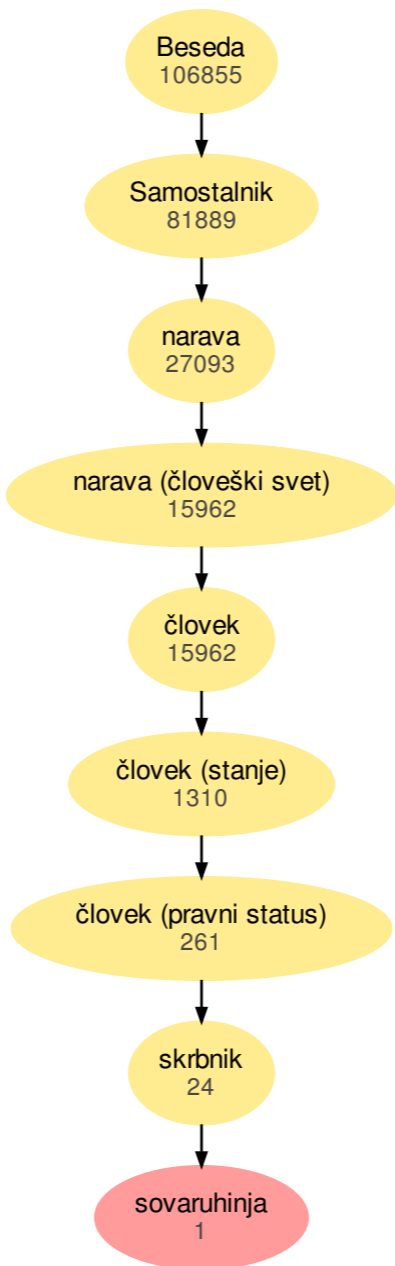 Beseda
106855
Samostalnik
81889
narava
27093
narava (človeški svet)
15962
človek
15962
človek (stanje)
1310
človek (pravni status)
261
skrbnik
24
sovaruhinja
1